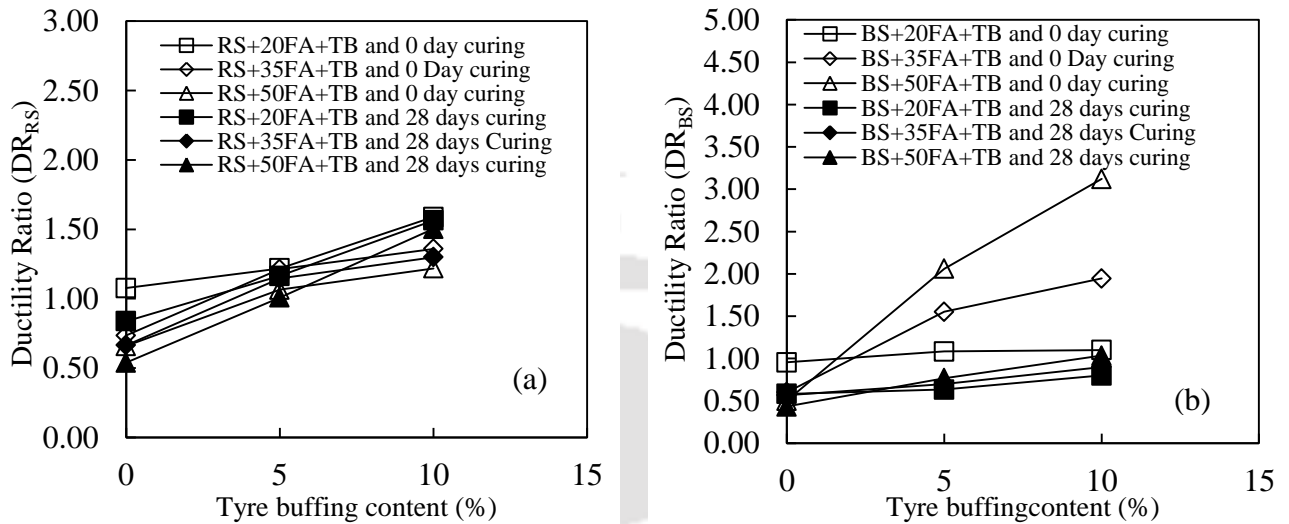 3.00
2.50
2.00
1.50
1.00
0.50
0.00
Ductility Ratio (DRRS)
RS+20FA+TB and 0 day curing
RS+35FA+TB and 0 Day curing
RS+50FA+TB and 0 day curing
RS+20FA+TB and 28 days curing
RS+35FA+TB and 28 days Curing
RS+50FA+TB and 28 days curing
(a)
0 5 10 15
Tyre buffing content (%)
5.00
4.50
4.00
3.50
3.00
2.50
2.00
1.50
1.00
0.50
0.00
Ductility Ratio (DRBS)
BS+20FA+TB and 0 day curing
BS+35FA+TB and 0 Day curing
BS+50FA+TB and 0 day curing
BS+20FA+TB and 28 days curing
BS+35FA+TB and 28 days Curing
BS+50FA+TB and 28 days curing
(b)
0 5 10 15
Tyre buffingcontent (%)